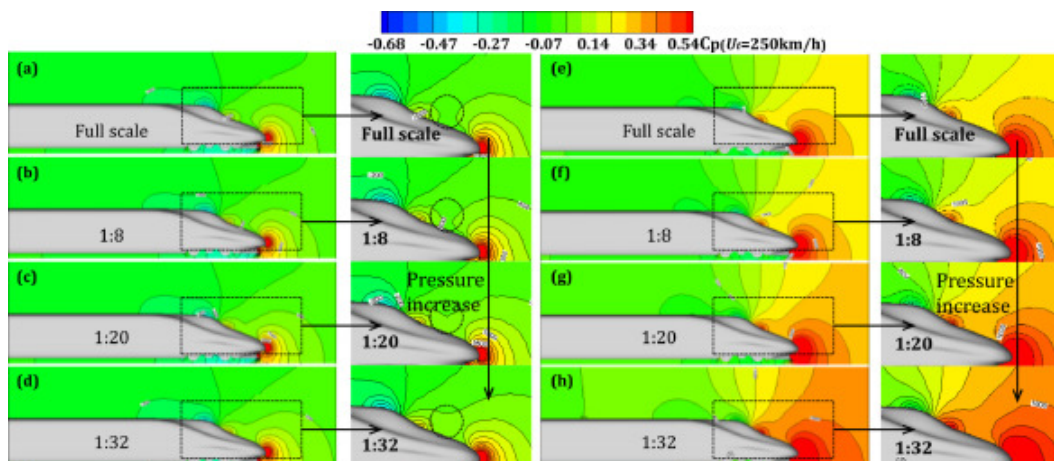 -0.68 -0.47 -0.27 -0.07 0.14 0.34 0.54 Cp(Uₜ=250km/h)
(a)
Full scale
Full scale
(b)
1:8
1:8
(c)
1:20
Pressure
increase
1:20
(d)
1:32
1:32
(e)
Full scale
Full scale
(f)
1:8
1:8
(g)
1:20
Pressure
increase
1:20
(h)
1:32
1:32